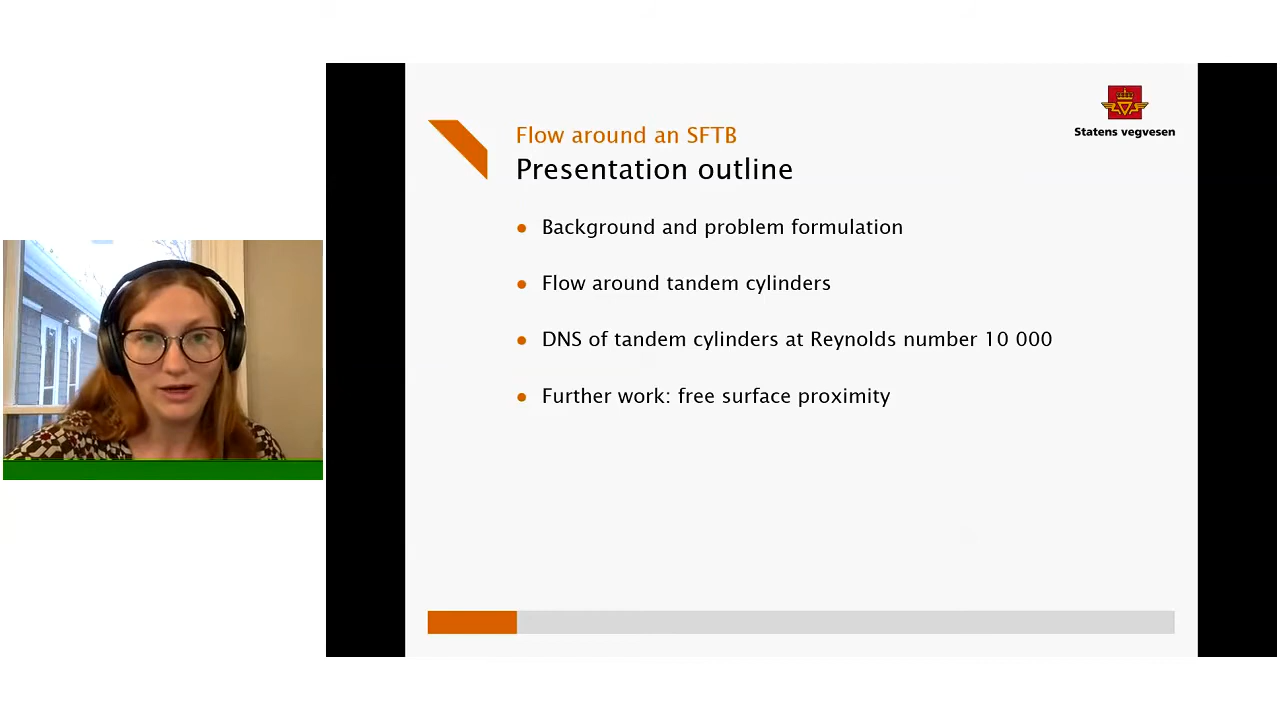 Statens vegvesen
Flow around an SFTB
Presentation outline
Background and problem formulation
Flow around tandem cylinders
DNS of tandem cylinders at Reynolds number 10 000
Further work: free surface proximity